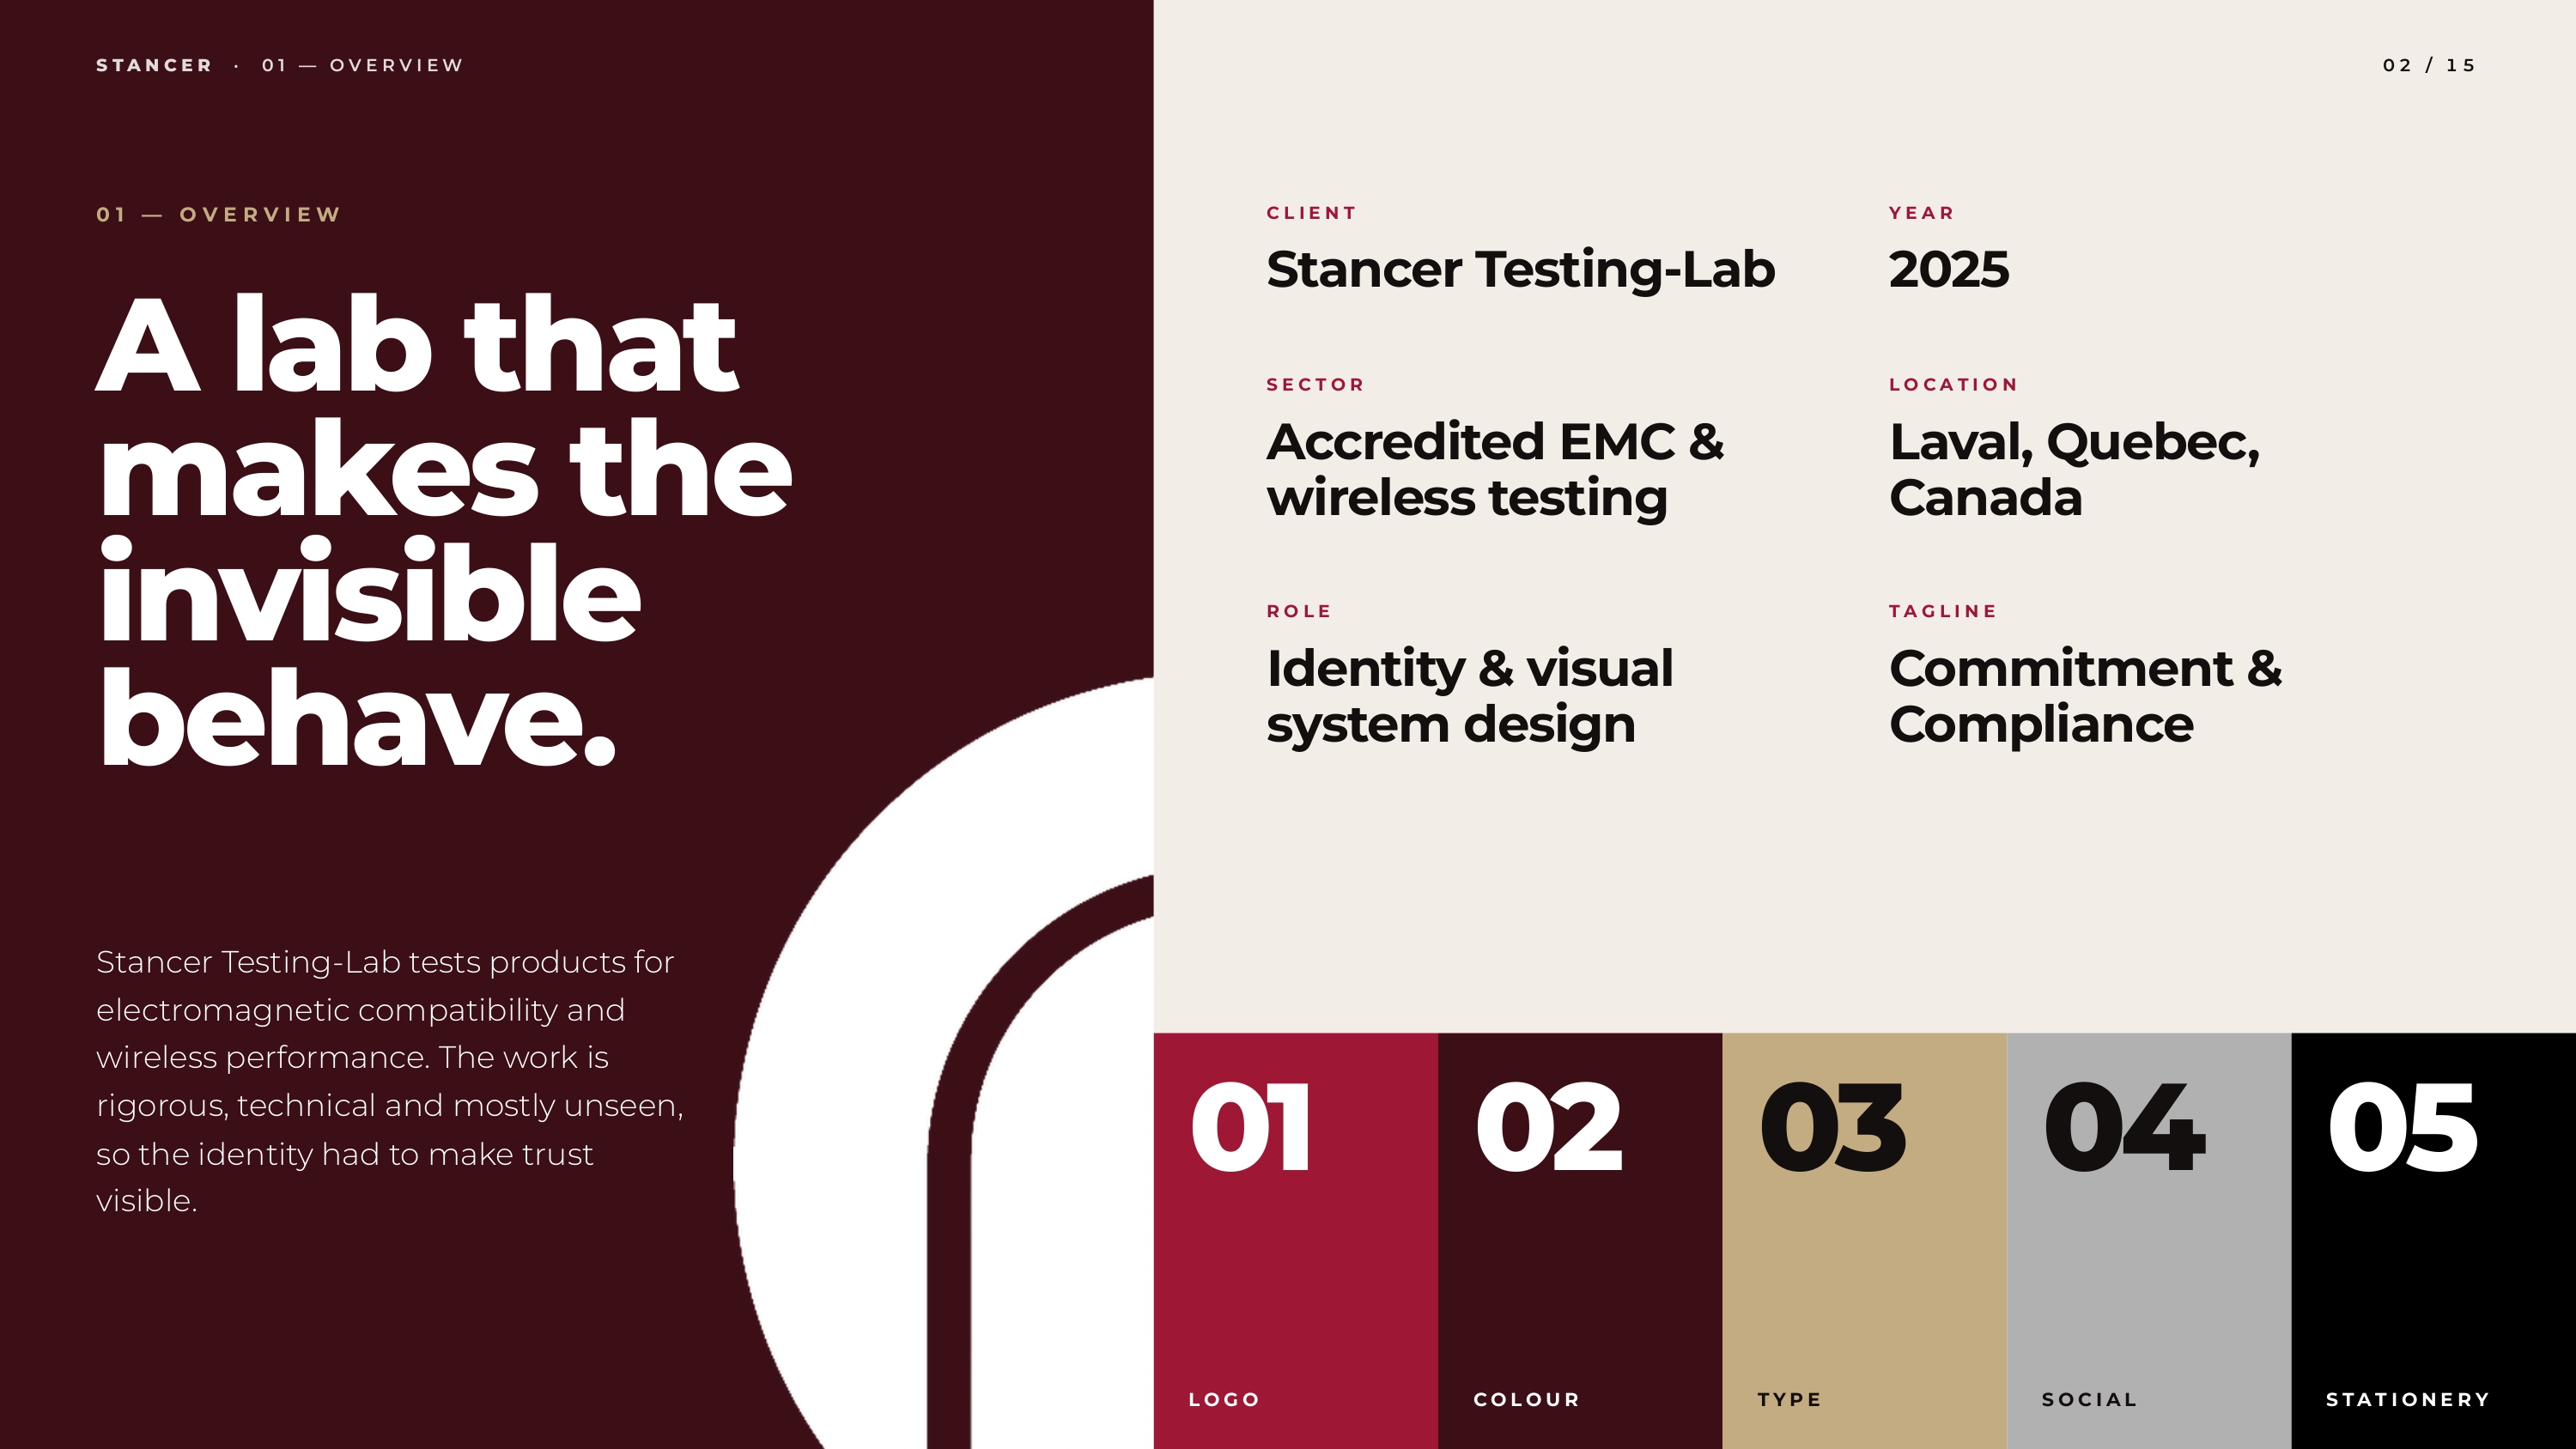 STANCER · 01 — OVERVIEW
02 / 15
01 — OVERVIEW
A lab that
makes the
invisible
behave.
Stancer Testing-Lab tests products for
electromagnetic compatibility and
wireless performance. The work is
rigorous, technical and mostly unseen,
so the identity had to make trust
visible.
CLIENT
Stancer Testing-Lab
YEAR
2025
SECTOR
Accredited EMC &
wireless testing
LOCATION
Laval, Quebec,
Canada
ROLE
Identity & visual
system design
TAGLINE
Commitment &
Compliance
01
LOGO
02
COLOUR
03
TYPE
04
SOCIAL
05
STATIONERY